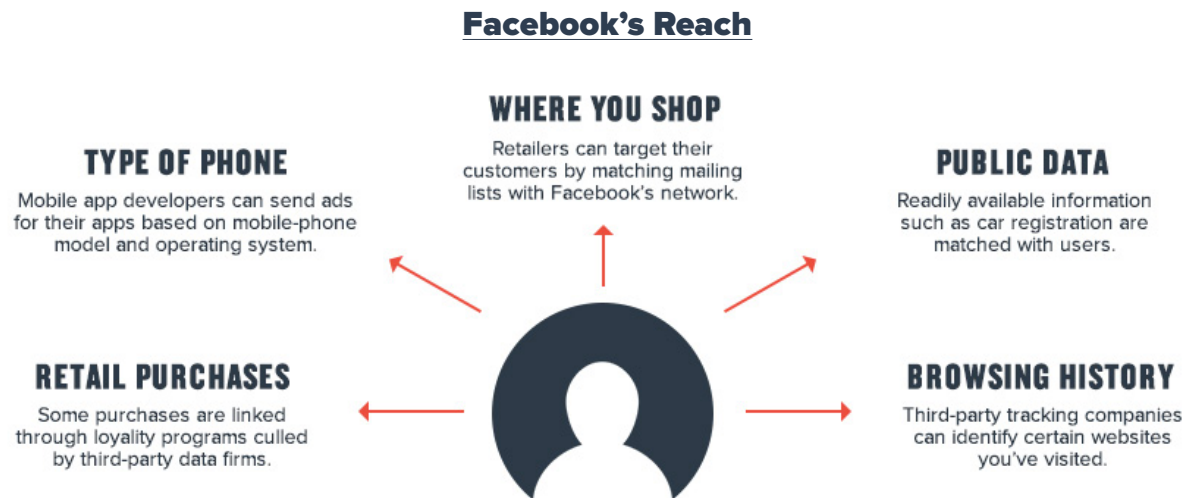 Facebook's Reach
WHERE YOU SHOP
Retailers can target their
customers by matching mailing
lists with Facebook's network.
TYPE OF PHONE
Mobile app developers can send ads
for their apps based on mobile-phone
model and operating system.
PUBLIC DATA
Readily available information
such as car registration are
matched with users.
RETAIL PURCHASES
Some purchases are linked
through loyality programs culled
by third-party data firms.
BROWSING HISTORY
Third-party tracking companies
can identify certain websites
you've visited.